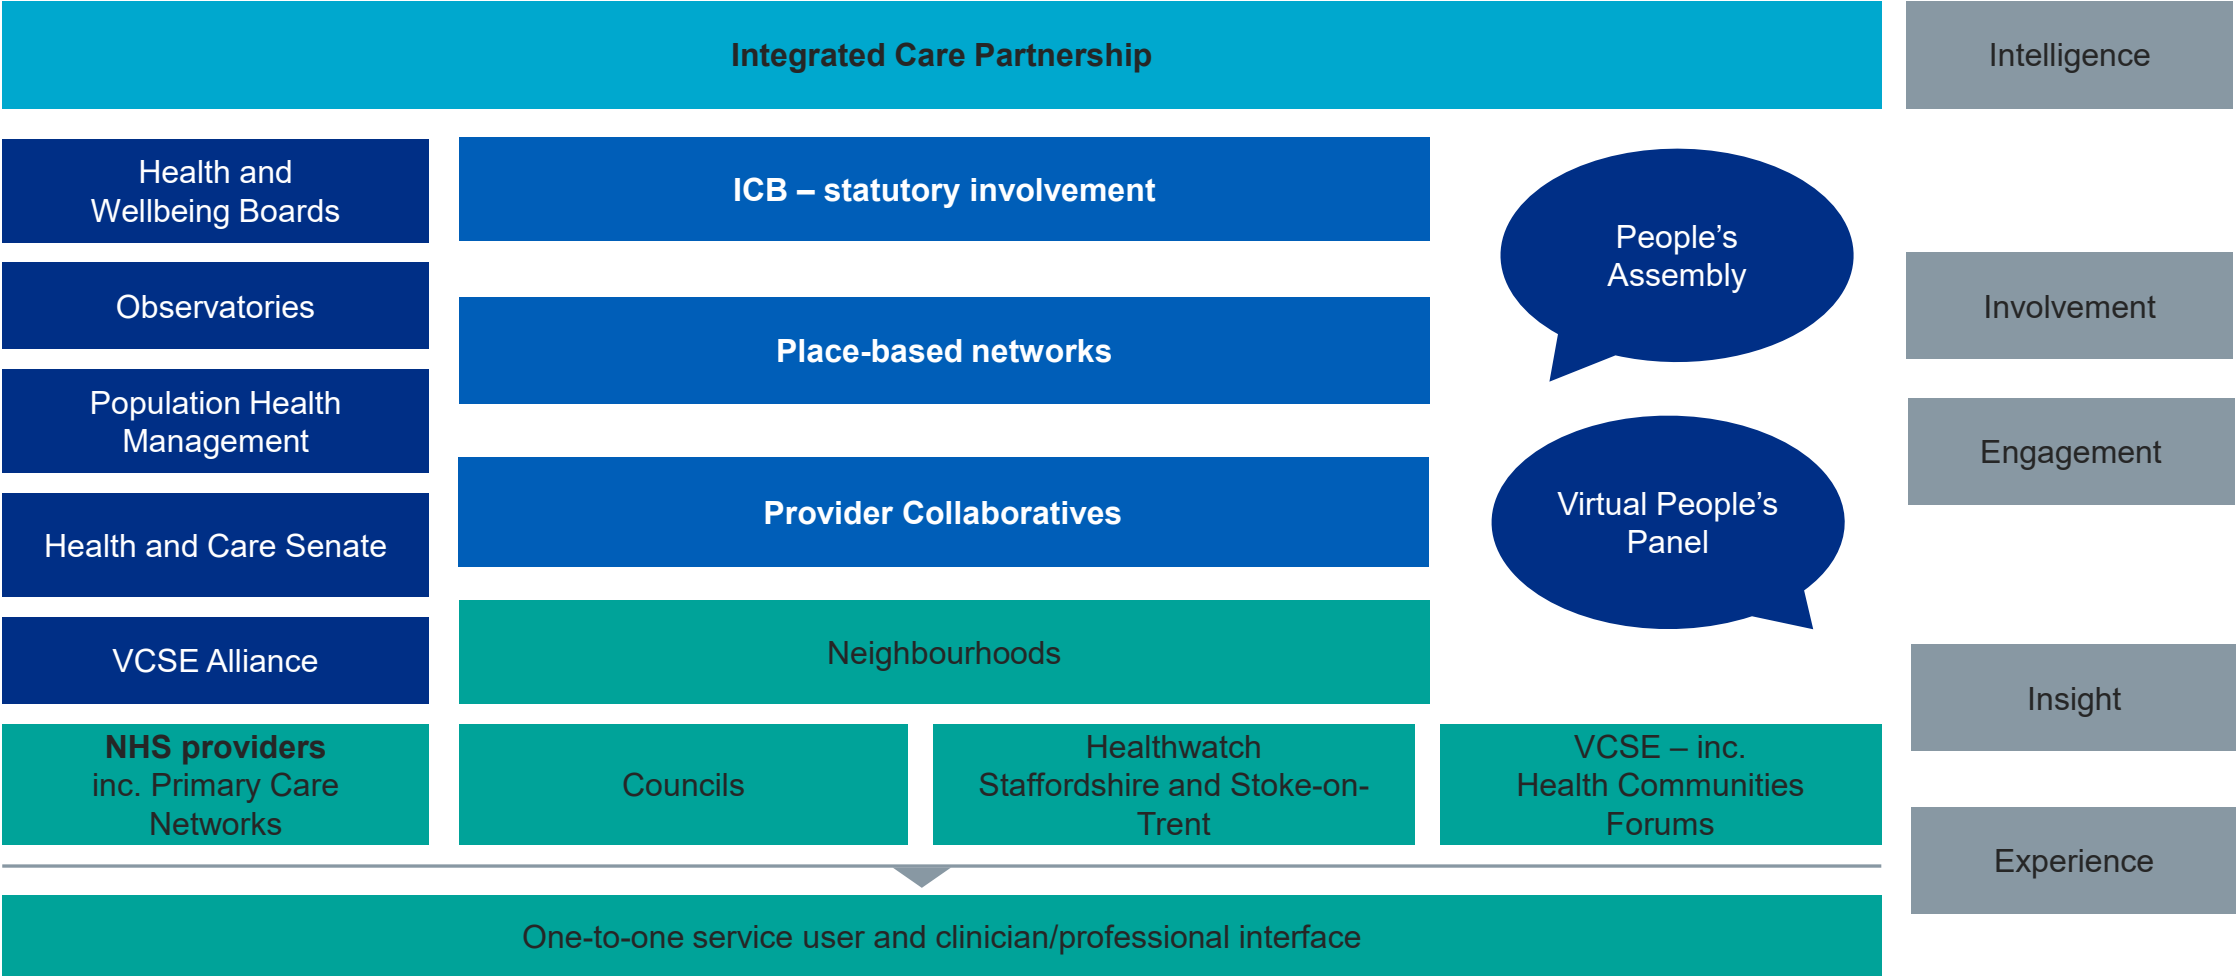 Integrated Care Partnership
Intelligence
Health and
Wellbeing Boards
Observatories
Population Health
Management
Health and Care Senate
VCSE Alliance
ICB – statutory involvement
Place-based networks
Provider Collaboratives
Neighbourhoods
People’s
Assembly
Virtual People’s
Panel
Involvement
Engagement
Insight
Experience
NHS providers
inc. Primary Care
Networks
Councils
Healthwatch
Staffordshire and Stoke-on-
Trent
VCSE – inc.
Health Communities
Forums
One-to-one service user and clinician/professional interface